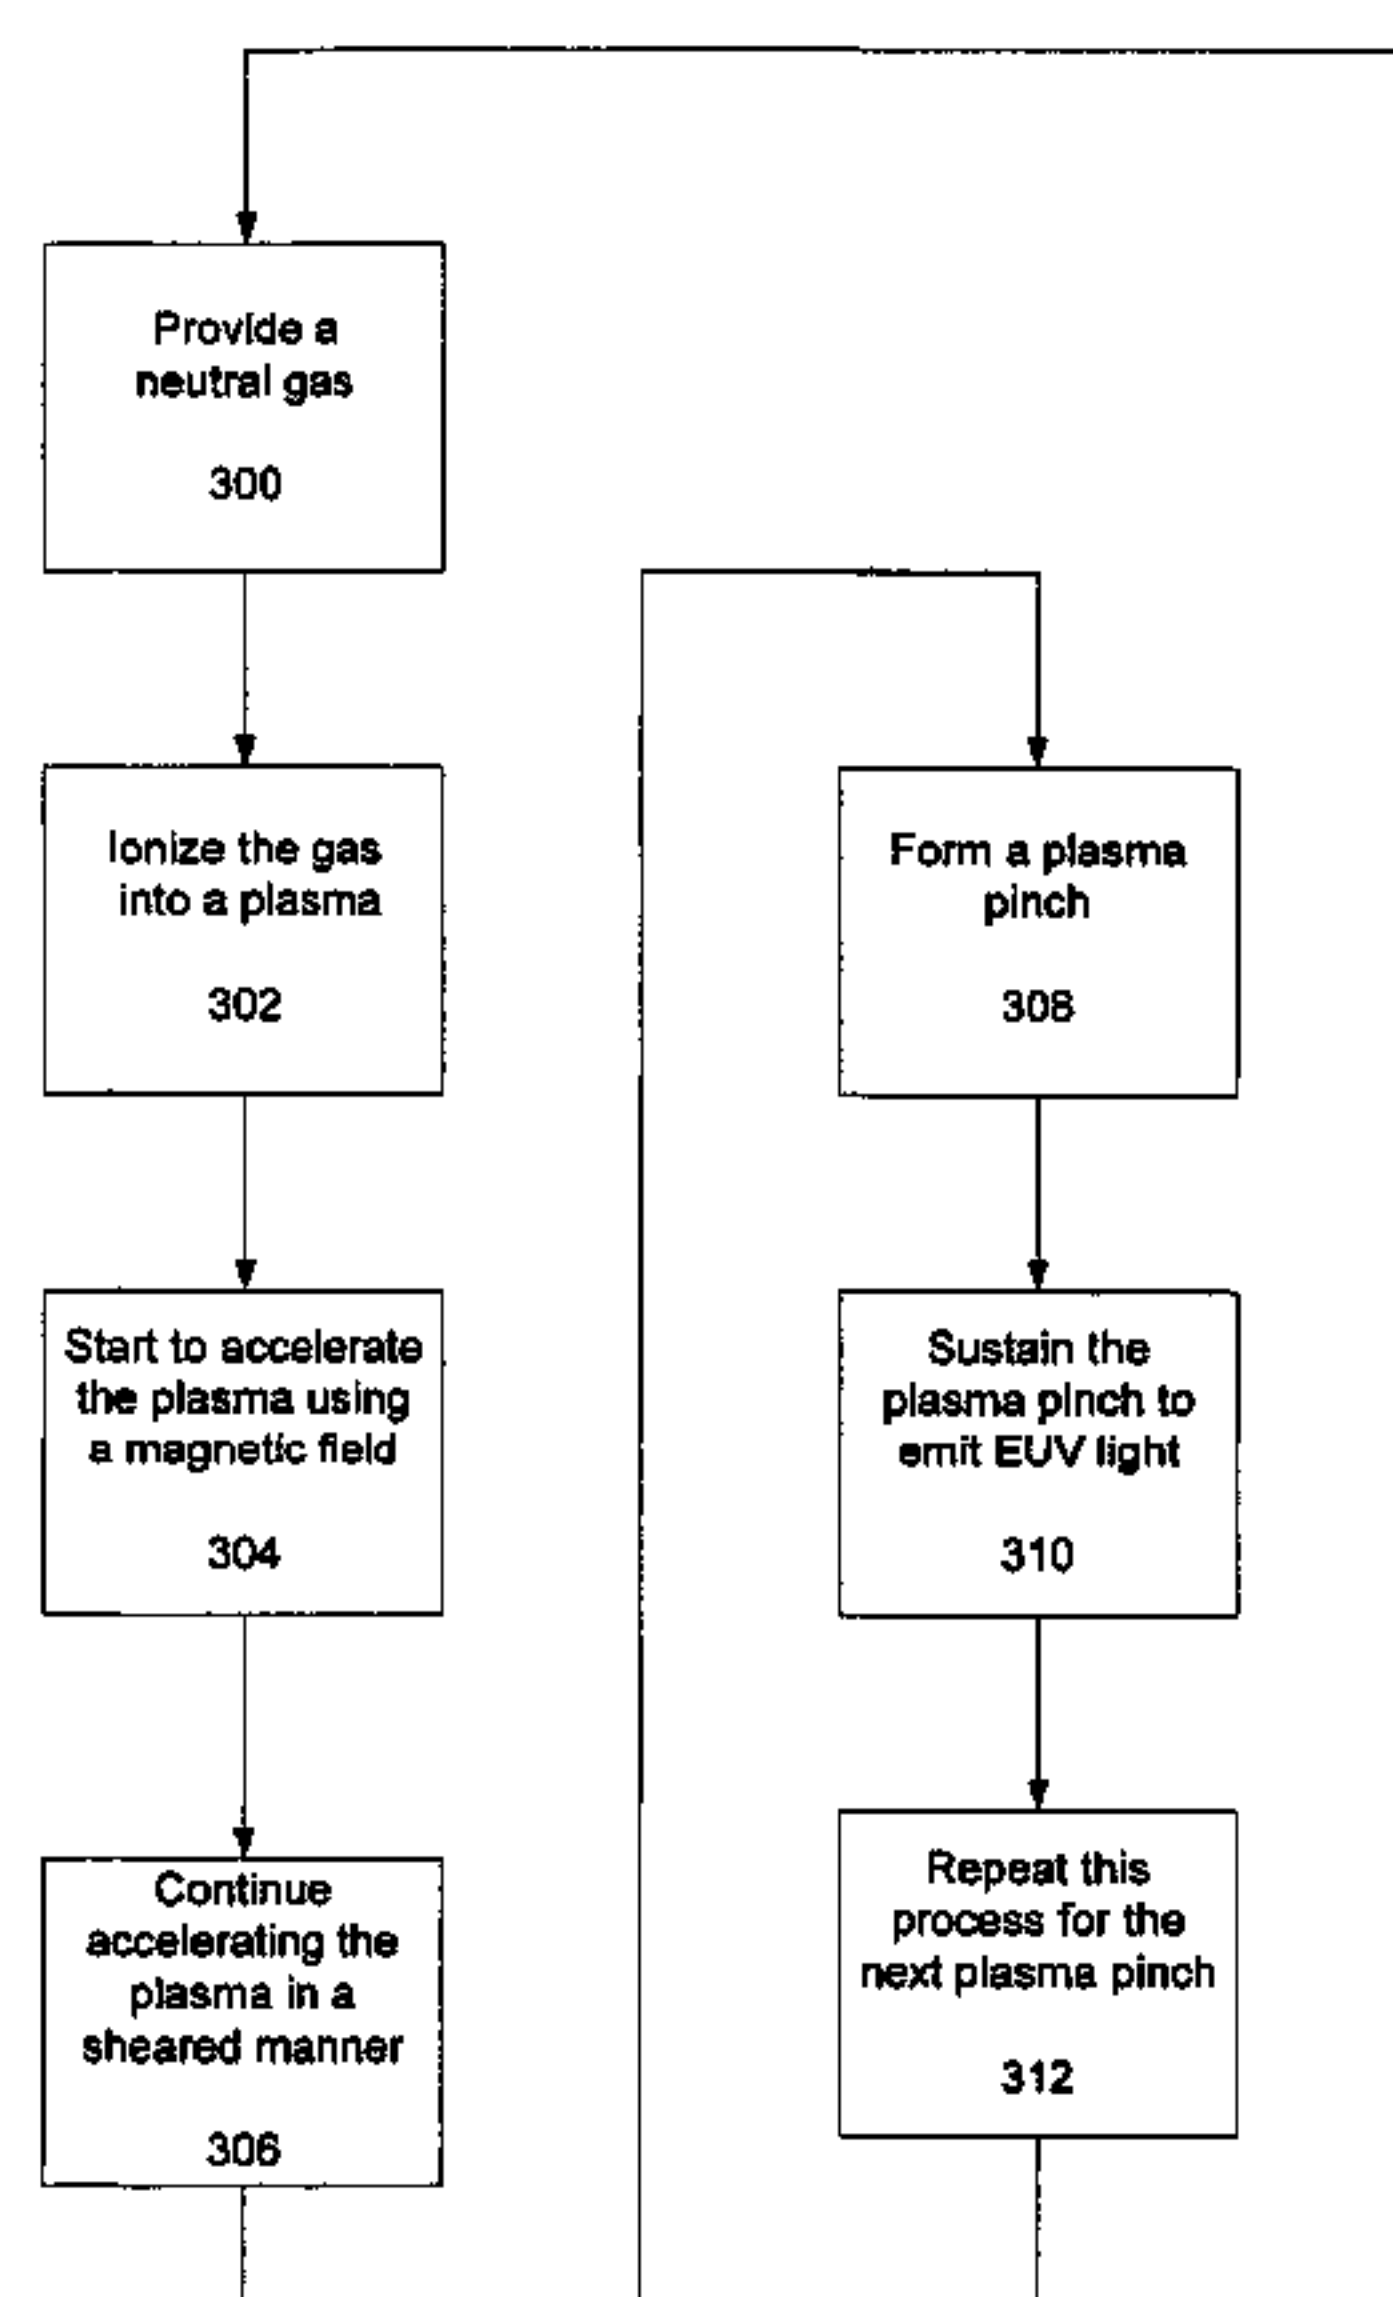 Provide a
neutral gas
300
Ionize the gas
into a plasma
302
Start to accelerate
the plasma using
a magnetic field
304
Continue
accelerating the
plasma in a
sheared manner
306
Form a plasma
pinch
308
Sustain the
plasma pinch to
emit EUV light
310
Repeat this
process for the
next plasma pinch
312